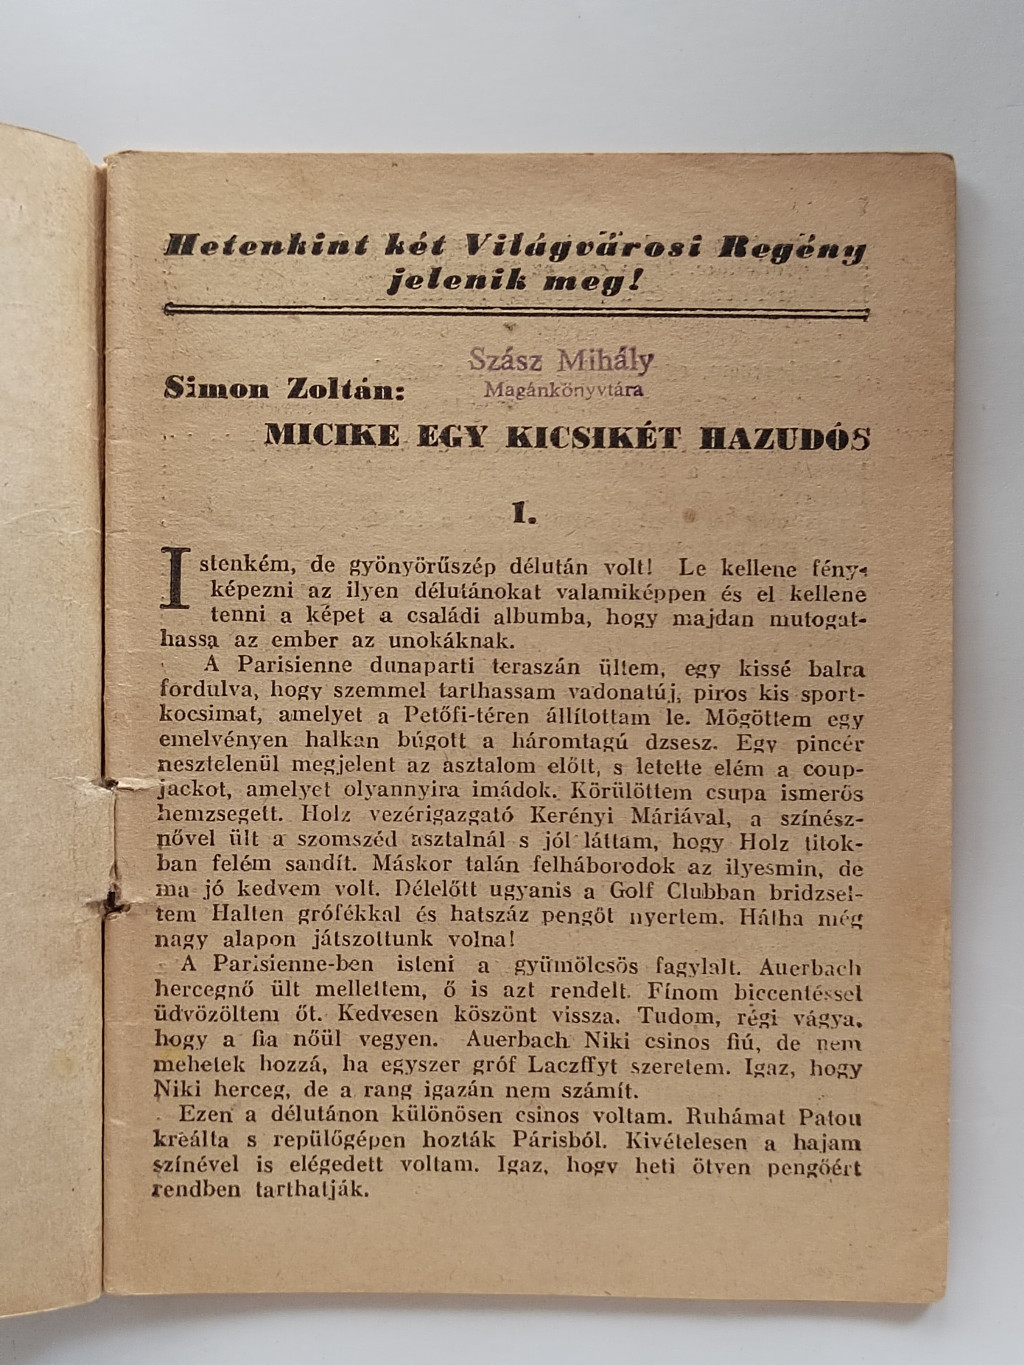 Hetenkint két Világvárosi Regény
jelenik meg!
Szász Mihály
Magánkönyvtára
Simon Zoltán:
MICIKE EGY KICSIKÉT HAZUDÓS
1.
Istenkém, de gyönyörűszép délután volt! Le kellene fény-
képezni az ilyen délutánokat valamiképpen és el kellene
tenni a képet a családi albumba, hogy majdan mutogat-
hassa az ember az unokáknak.
A Parisienne dunaparti teraszán ültem, egy kissé balra
fordulva, hogy szemmel tarthassam vadonatúj, piros kis sport-
kocsimat, amelyet a Petőfi-téren állítottam le. Mögöttem egy
emelvényen halkan búgott a háromtagú dzsesz. Egy pincér
nesztelenül megjelent az asztalom előtt, s letette elém a coup-
jackot, amelyet olyannyira imádok. Körülöttem csupa ismerős
hemzsegett. Holz vezérigazgató Kerényi Máriával, a színész-
nővel ült a szomszéd asztalnál s jól láttam, hogy Holz titok-
ban felém sandít. Máskor talán felháborodok az ilyesmin, de
ma jó kedvem volt. Délelőtt ugyanis a Golf Clubban bridzsel-
tem Halten grófékkal és hatszáz pengőt nyertem. Hátha még
nagy alapon játszottunk volna!
A Parisienne-ben isteni a gyümölcsös fagylalt. Auerbach
hercegnő ült mellettem, ő is azt rendelt. Fínom biccentéssel
üdvözöltem őt. Kedvesen köszönt vissza. Tudom, régi vágya,
hogy a fia nőül vegyen. Auerbach Niki csinos fiú, de nem
mehetek hozzá, ha egyszer gróf Laczffyt szeretem. Igaz, hogy
Niki herceg, de a rang igazán nem számít.
Ezen a délutánon különösen csinos voltam. Ruhámat Patou
kreálta s repülőgépen hozták Párisból. Kivételesen a hajam
színével is elégedett voltam. Igaz, hogy heti ötven pengőért
rendben tarthatják.